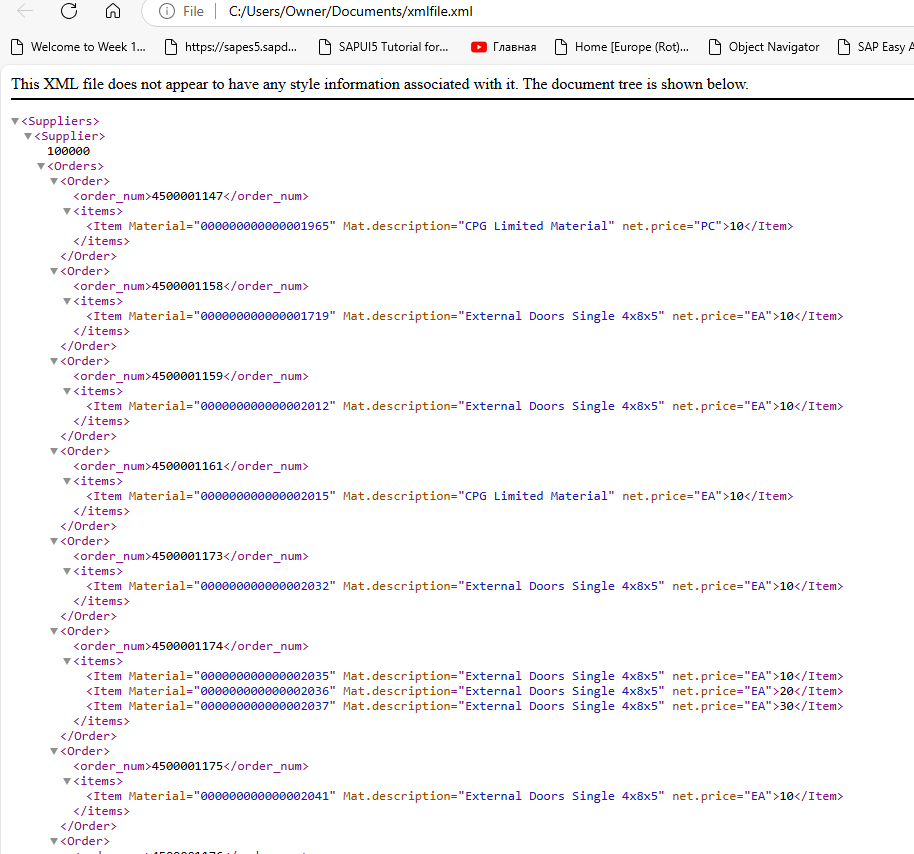 File C:/Users/Owner/Documents/xmlfile.xml
Welcome to Week 1... https://sapes5.sapd... SAPUI5 Tutorial for... Главная Home [Europe (Rot)... Object Navigator SAP Easy A
This XML file does not appear to have any style information associated with it. The document tree is shown below.
<Suppliers>
<Supplier>
100000
<Orders>
<Order>
<order_num>4500001147</order_num>
<items>
<Item Material="000000000000001965" Mat.description="CPG Limited Material" net.price="PC">10</Item>
</items>
</Order>
<Order>
<order_num>4500001158</order_num>
<items>
<Item Material="000000000000001719" Mat.description="External Doors Single 4x8x5" net.price="EA">10</Item>
</items>
</Order>
<Order>
<order_num>4500001159</order_num>
<items>
<Item Material="000000000000002012" Mat.description="External Doors Single 4x8x5" net.price="EA">10</Item>
</items>
</Order>
<Order>
<order_num>4500001161</order_num>
<items>
<Item Material="000000000000002015" Mat.description="CPG Limited Material" net.price="EA">10</Item>
</items>
</Order>
<Order>
<order_num>4500001173</order_num>
<items>
<Item Material="000000000000002032" Mat.description="External Doors Single 4x8x5" net.price="EA">10</Item>
</items>
</Order>
<Order>
<order_num>4500001174</order_num>
<items>
<Item Material="000000000000002035" Mat.description="External Doors Single 4x8x5" net.price="EA">10</Item>
<Item Material="000000000000002036" Mat.description="External Doors Single 4x8x5" net.price="EA">20</Item>
<Item Material="000000000000002037" Mat.description="External Doors Single 4x8x5" net.price="EA">30</Item>
</items>
</Order>
<Order>
<order_num>4500001175</order_num>
<items>
<Item Material="000000000000002041" Mat.description="External Doors Single 4x8x5" net.price="EA">10</Item>
</items>
</Order>
<Order>